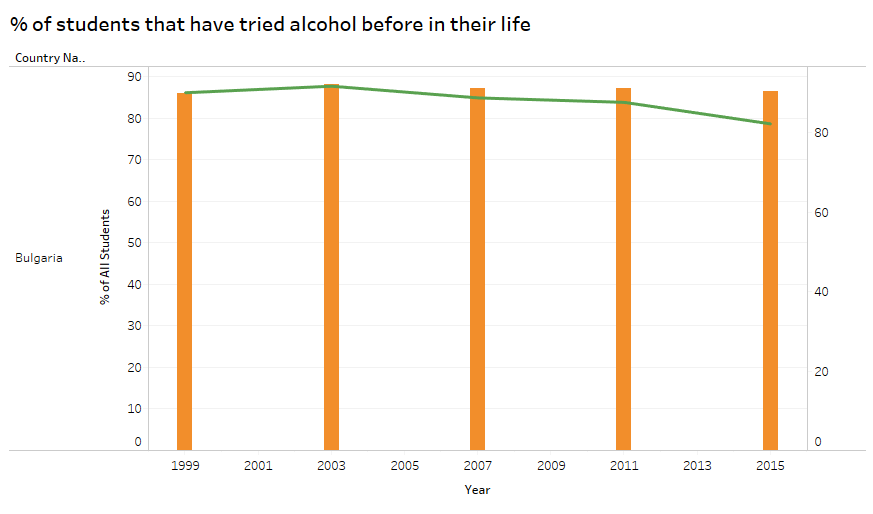 % of students that have tried alcohol before in their life
Country Na..
90
80
70
60
50
40
30
20
10
0
% of All Students
Bulgaria
80
60
40
20
0
1999 2001 2003 2005 2007 2009 2011 2013 2015
Year